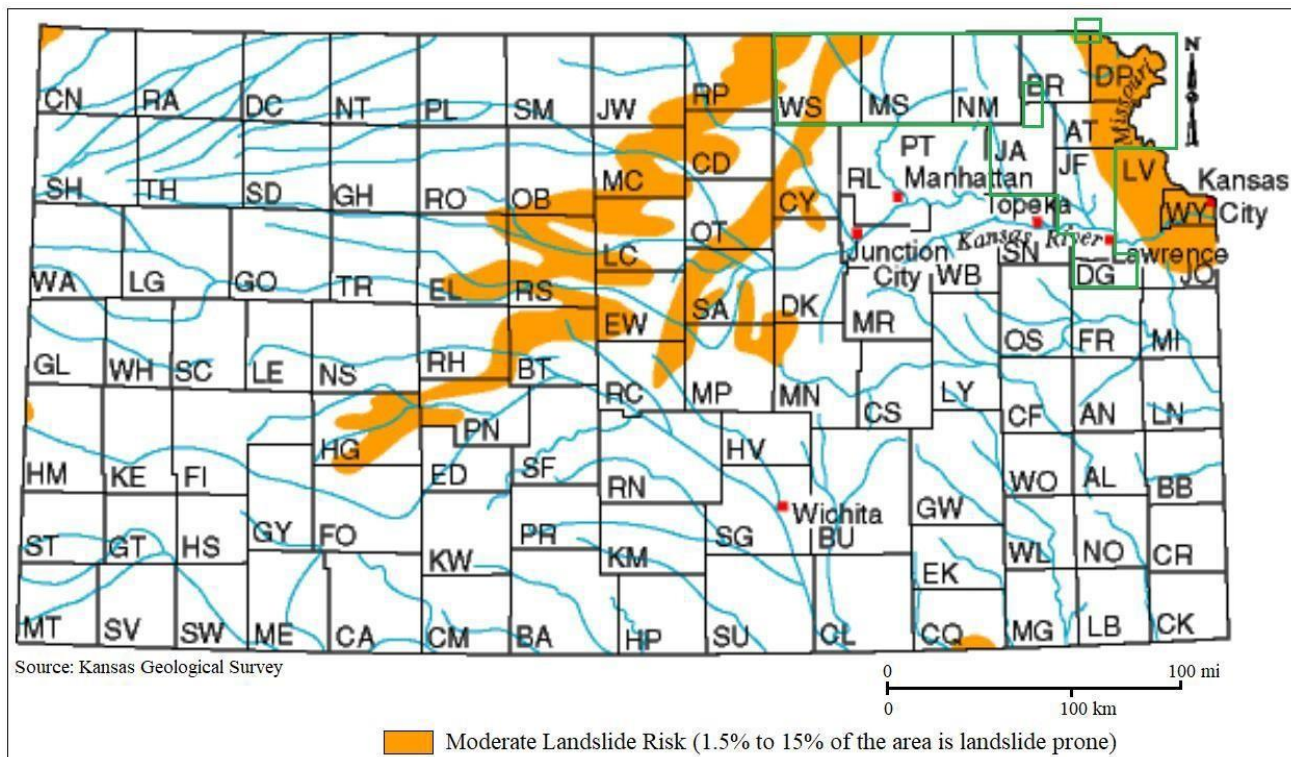 CN RA DC NT PL SM JW RP WS MS NM BR DP
N
Missouri
AT
SH TH SD GH RO OB MC CD CY RL PT JA JF LV
Manhattan
Kansas
City
WY
Topeka
OT
LC
Kansas River
Lawrence
Junction
City
SN
WA LG GO TR EL RS SA DK WB DG JO
EW MR OS FR MI
GL WH SC LE NS RH BT RC MP MN CS LY CF AN LN
HG PN HV
HM KE FI ED SF RN WO AL BB
Wichita
GW
ST GT HS GY FO PR SG BU WL NO CR
KW KM EK
MT SV SW ME CA CM BA HP SU CL CQ MG LB CK
Source: Kansas Geological Survey
0 100 mi
0 100 km
Moderate Landslide Risk (1.5% to 15% of the area is landslide prone)